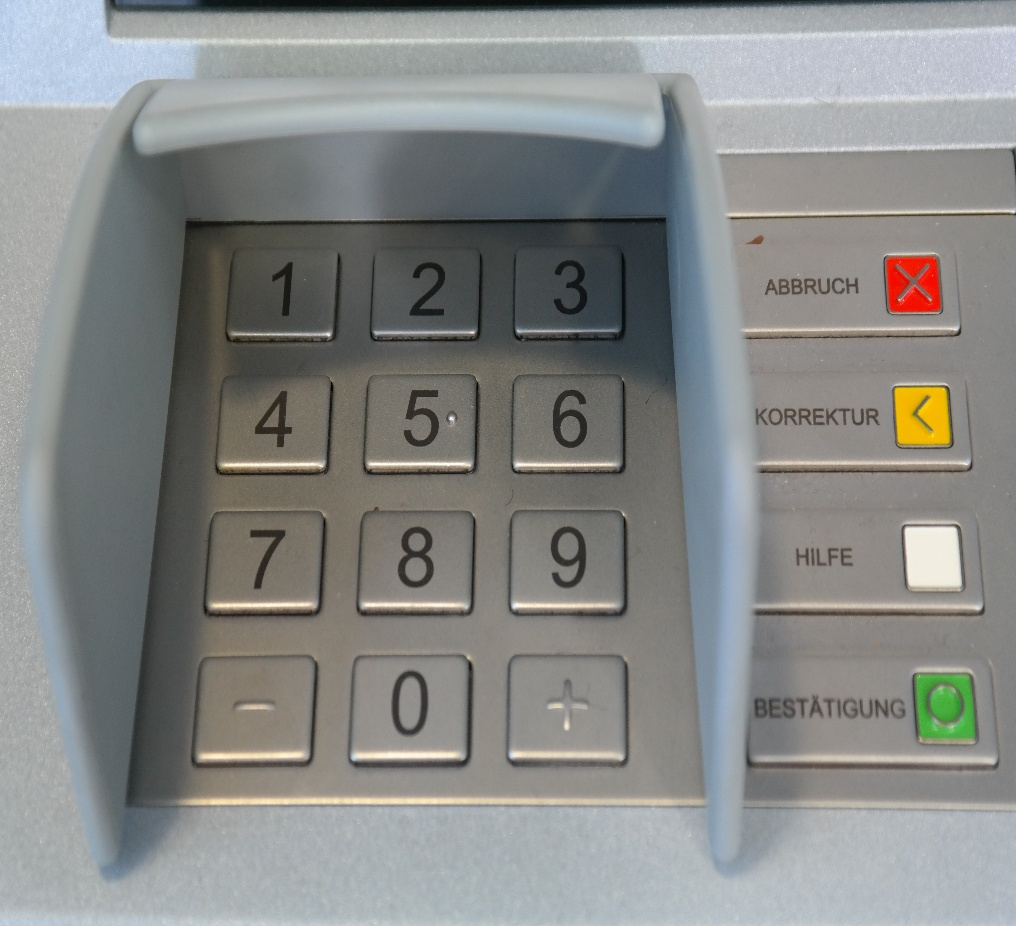 1 2 3 ABBRUCH
4 5 6 KORREKTUR
7 8 9 HILFE
- 0 + BESTÄTIGUNG